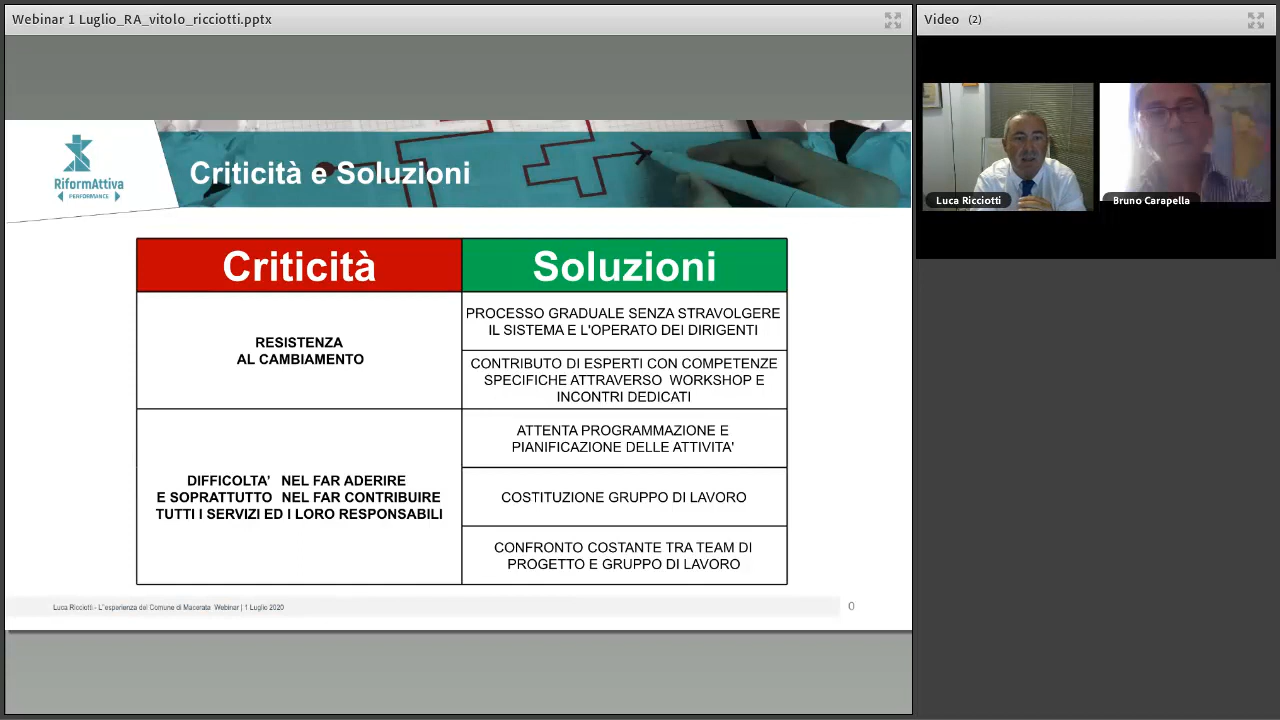 Webinar 1 Luglio_RA_vitolo_ricciotti.pptx
Video (2)
RiformAttiva
PERFORMANCE
Criticità e Soluzioni
Luca Ricciotti
Bruno Carapella
Criticità
Soluzioni
RESISTENZA
AL CAMBIAMENTO
PROCESSO GRADUALE SENZA STRAVOLGERE
IL SISTEMA E L'OPERATO DEI DIRIGENTI
CONTRIBUTO DI ESPERTI CON COMPETENZE
SPECIFICHE ATTRAVERSO WORKSHOP E
INCONTRI DEDICATI
DIFFICOLTA' NEL FAR ADERIRE
E SOPRATTUTTO NEL FAR CONTRIBUIRE
TUTTI I SERVIZI ED I LORO RESPONSABILI
ATTENTA PROGRAMMAZIONE E
PIANIFICAZIONE DELLE ATTIVITA'
COSTITUZIONE GRUPPO DI LAVORO
CONFRONTO COSTANTE TRA TEAM DI
PROGETTO E GRUPPO DI LAVORO
Luca Ricciotti - L'esperienza del Comune di Macerata Webinar | 1 Luglio 2020
0